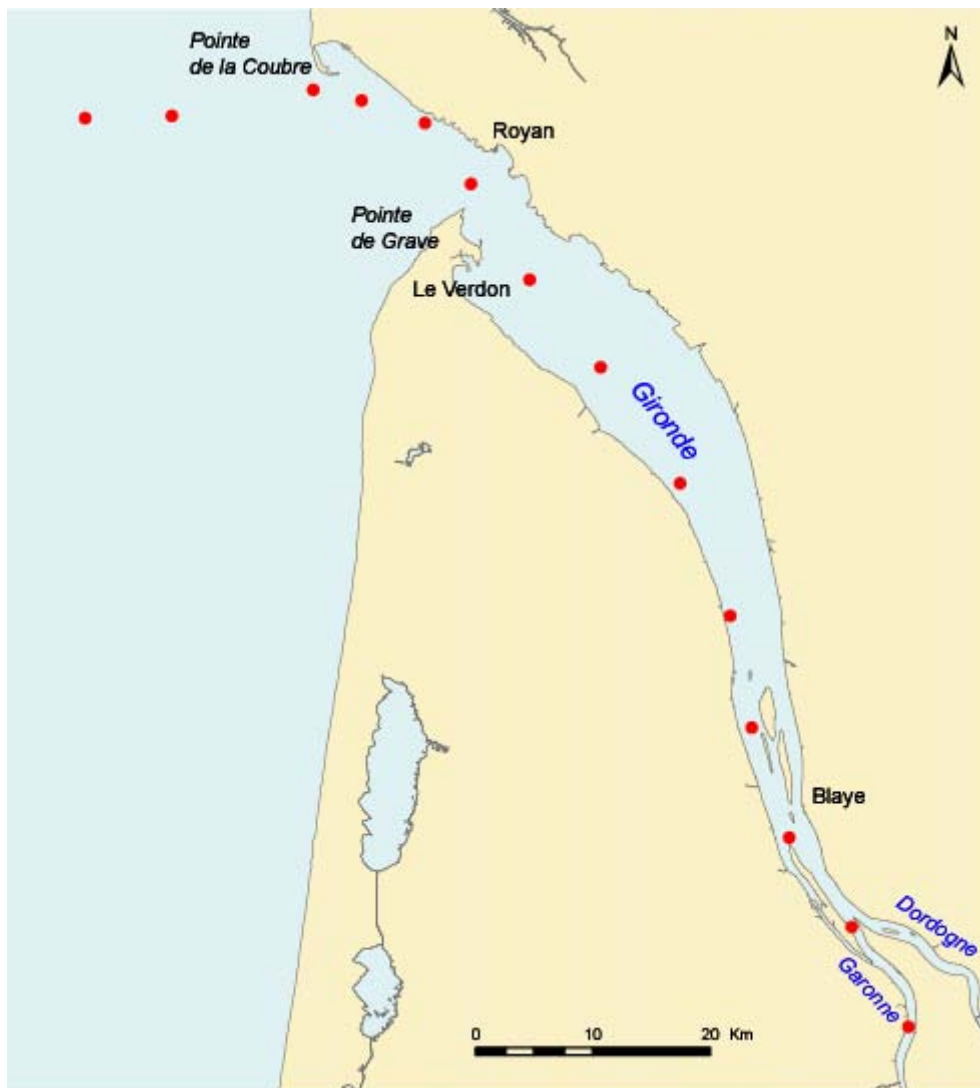 Pointe
de la Coubre
N
Royan
Pointe
de Grave
Le Verdon
Gironde
Blaye
Dordogne
Garonne
0 10 20 Km